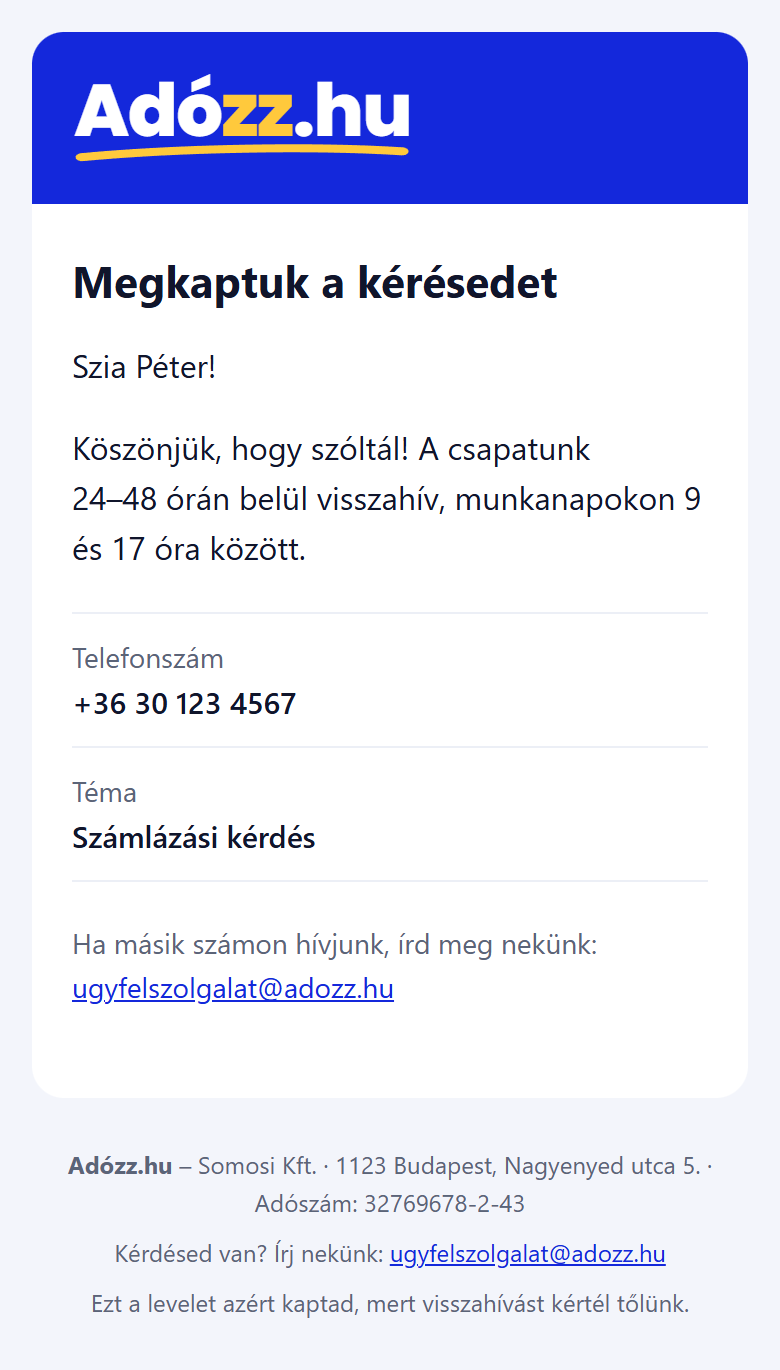 Adózz.hu
Megkaptuk a kérésedet
Szia Péter!
Köszönjük, hogy szóltál! A csapatunk
24–48 órán belül visszahív, munkanapokon 9
és 17 óra között.
Telefonszám
+36 30 123 4567
Téma
Számlázási kérdés
Ha másik számon hívjunk, írd meg nekünk:
ugyfelszolgalat@adozz.hu
Adózz.hu – Somosi Kft. · 1123 Budapest, Nagyenyed utca 5. ·
Adószám: 32769678-2-43
Kérdésed van? Írj nekünk: ugyfelszolgalat@adozz.hu
Ezt a levelet azért kaptad, mert visszahívást kértél tőlünk.